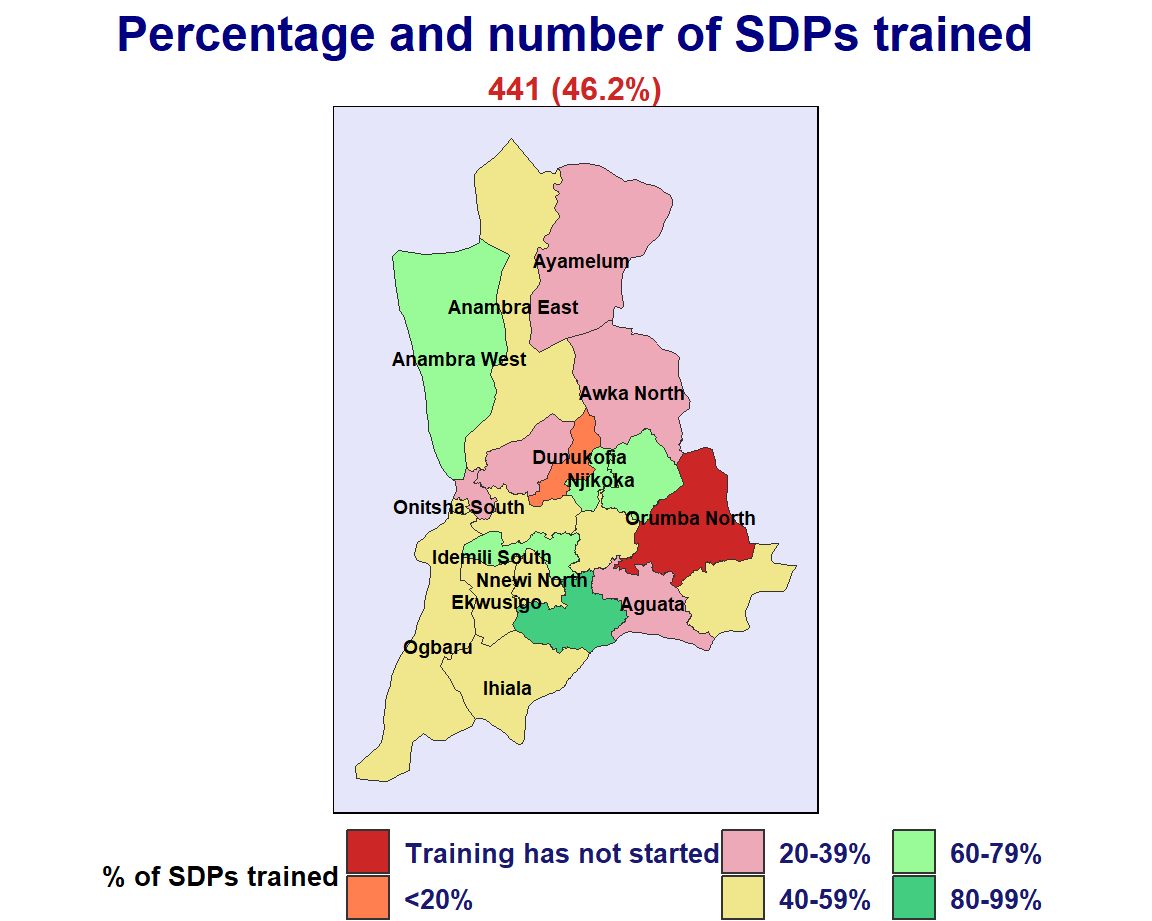 Percentage and number of SDPs trained
441 (46.2%)
Ayamelum
Anambra East
Anambra West
Awka North
Dunukofia
Njikoka
Onitsha South
Orumba North
Idemili South
Nnewi North
Ekwusigo
Aguata
Ogbaru
Ihiala
% of SDPs trained
Training has not started
<20%
20-39%
40-59%
60-79%
80-99%